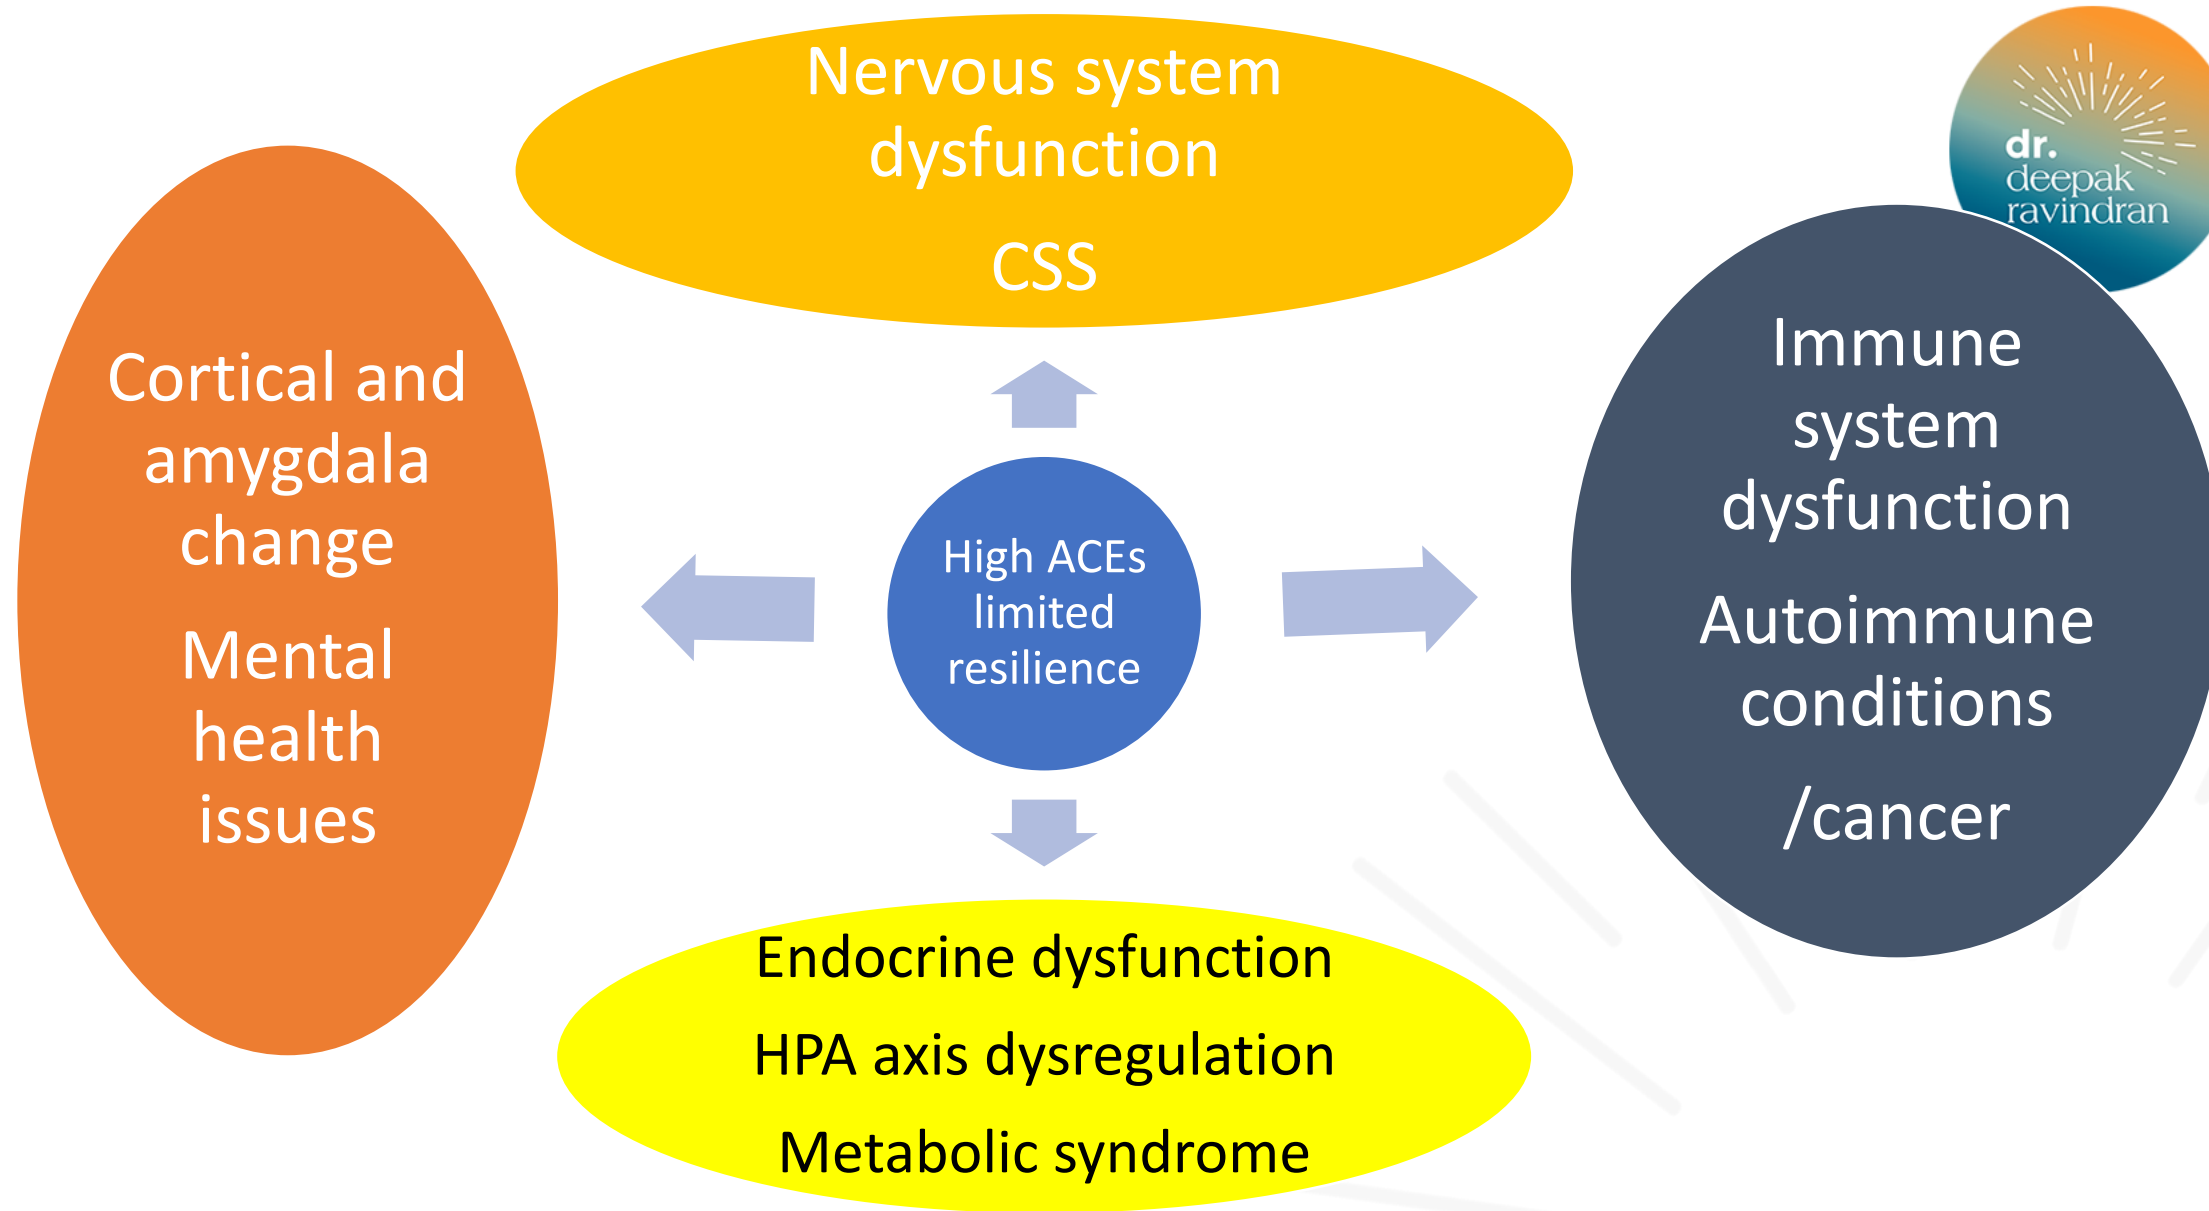 Nervous system
dysfunction
CSS
dr.
deepak
ravindran
Cortical and
amygdala
change
Mental
health
issues
High ACEs
limited
resilience
Immune
system
dysfunction
Autoimmune
conditions
/cancer
Endocrine dysfunction
HPA axis dysregulation
Metabolic syndrome